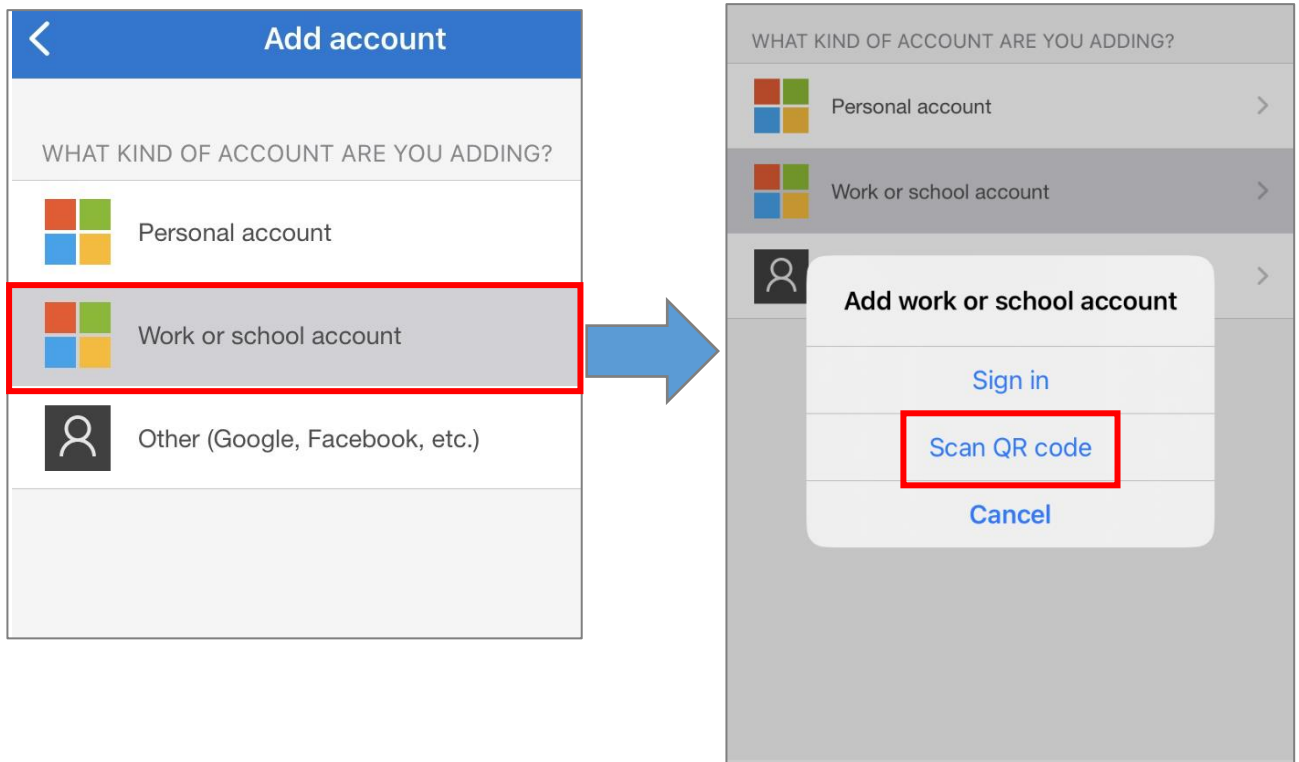 Add account
WHAT KIND OF ACCOUNT ARE YOU ADDING?
Personal account
Work or school account
Other (Google, Facebook, etc.)
WHAT KIND OF ACCOUNT ARE YOU ADDING?
Personal account
Work or school account
Add work or school account
Sign in
Scan QR code
Cancel